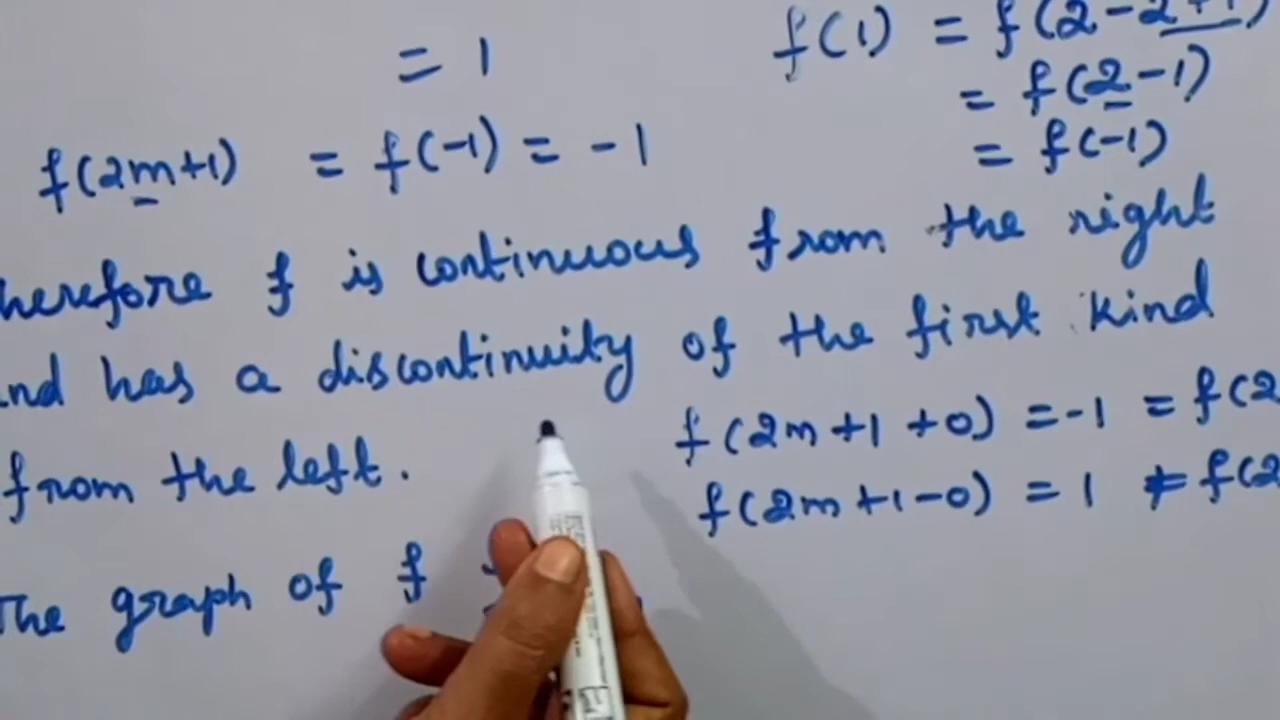 = 1
f(1) = f(2-2+1)
= f(2-1)
f(2m+1) = f(-1) = -1
= f(-1)
herefore f is continuous from the right
nd has a discontinuity of the first kind
from the left.
f(2m+1+0) = -1 = f(2
f(2m+1-0) = 1 ≠ f(2
The graph of f